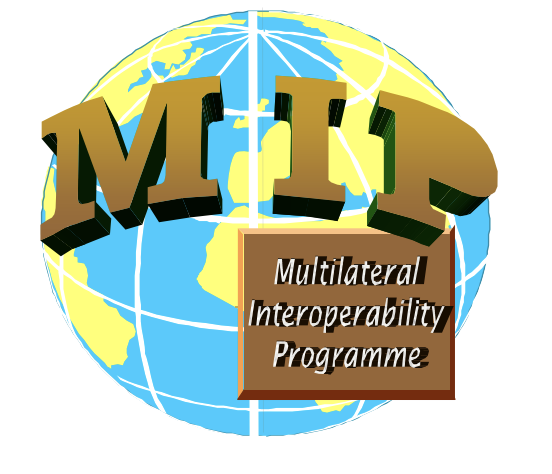 MIP
Multilateral
Interoperability
Programme